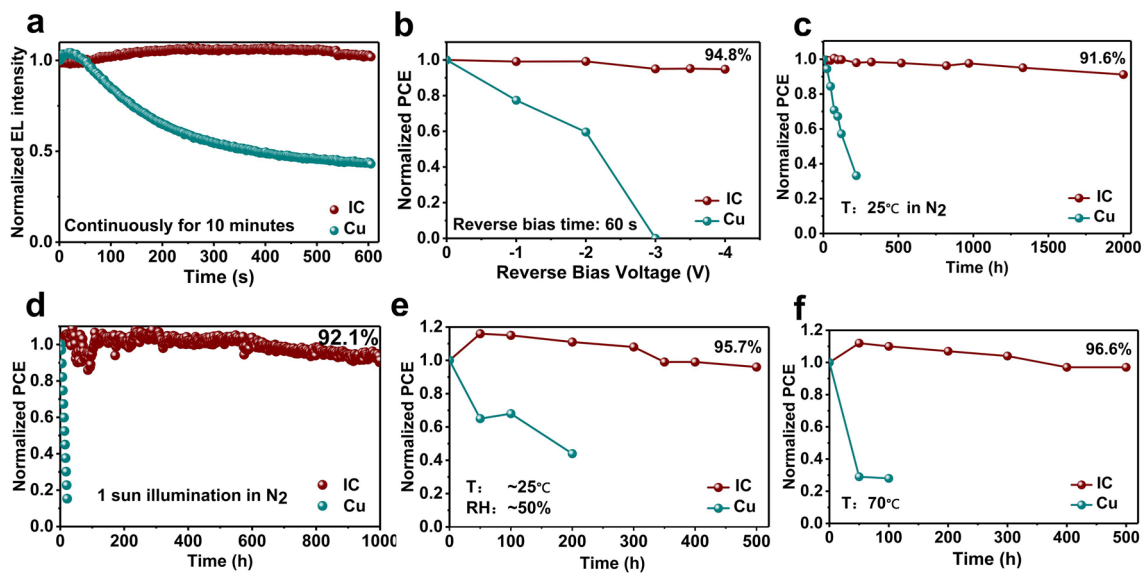 a
Normalized EL intensity
1.0
0.5
0.0
0 100 200 300 400 500 600
Time (s)
Continuously for 10 minutes
IC
Cu
b
Normalized PCE
1.0
0.8
0.6
0.4
0.2
0.0
0 -1 -2 -3 -4
Reverse Bias Voltage (V)
94.8%
IC
Cu
Reverse bias time: 60 s
c
Normalized PCE
1.0
0.8
0.6
0.4
0.2
0.0
0 500 1000 1500 2000
Time (h)
91.6%
IC
Cu
T: 25℃ in N2
d
Normalized PCE
1.0
0.8
0.6
0.4
0.2
0.0
0 200 400 600 800 1000
Time (h)
92.1%
1 sun illumination in N2
IC
Cu
e
Normalized PCE
1.2
1.0
0.8
0.6
0.4
0.2
0.0
0 100 200 300 400 500
Time (h)
95.7%
T: ~25℃
RH: ~50%
IC
Cu
f
Normalized PCE
1.2
1.0
0.8
0.6
0.4
0.2
0.0
0 100 200 300 400 500
Time (h)
96.6%
IC
Cu
T: 70℃